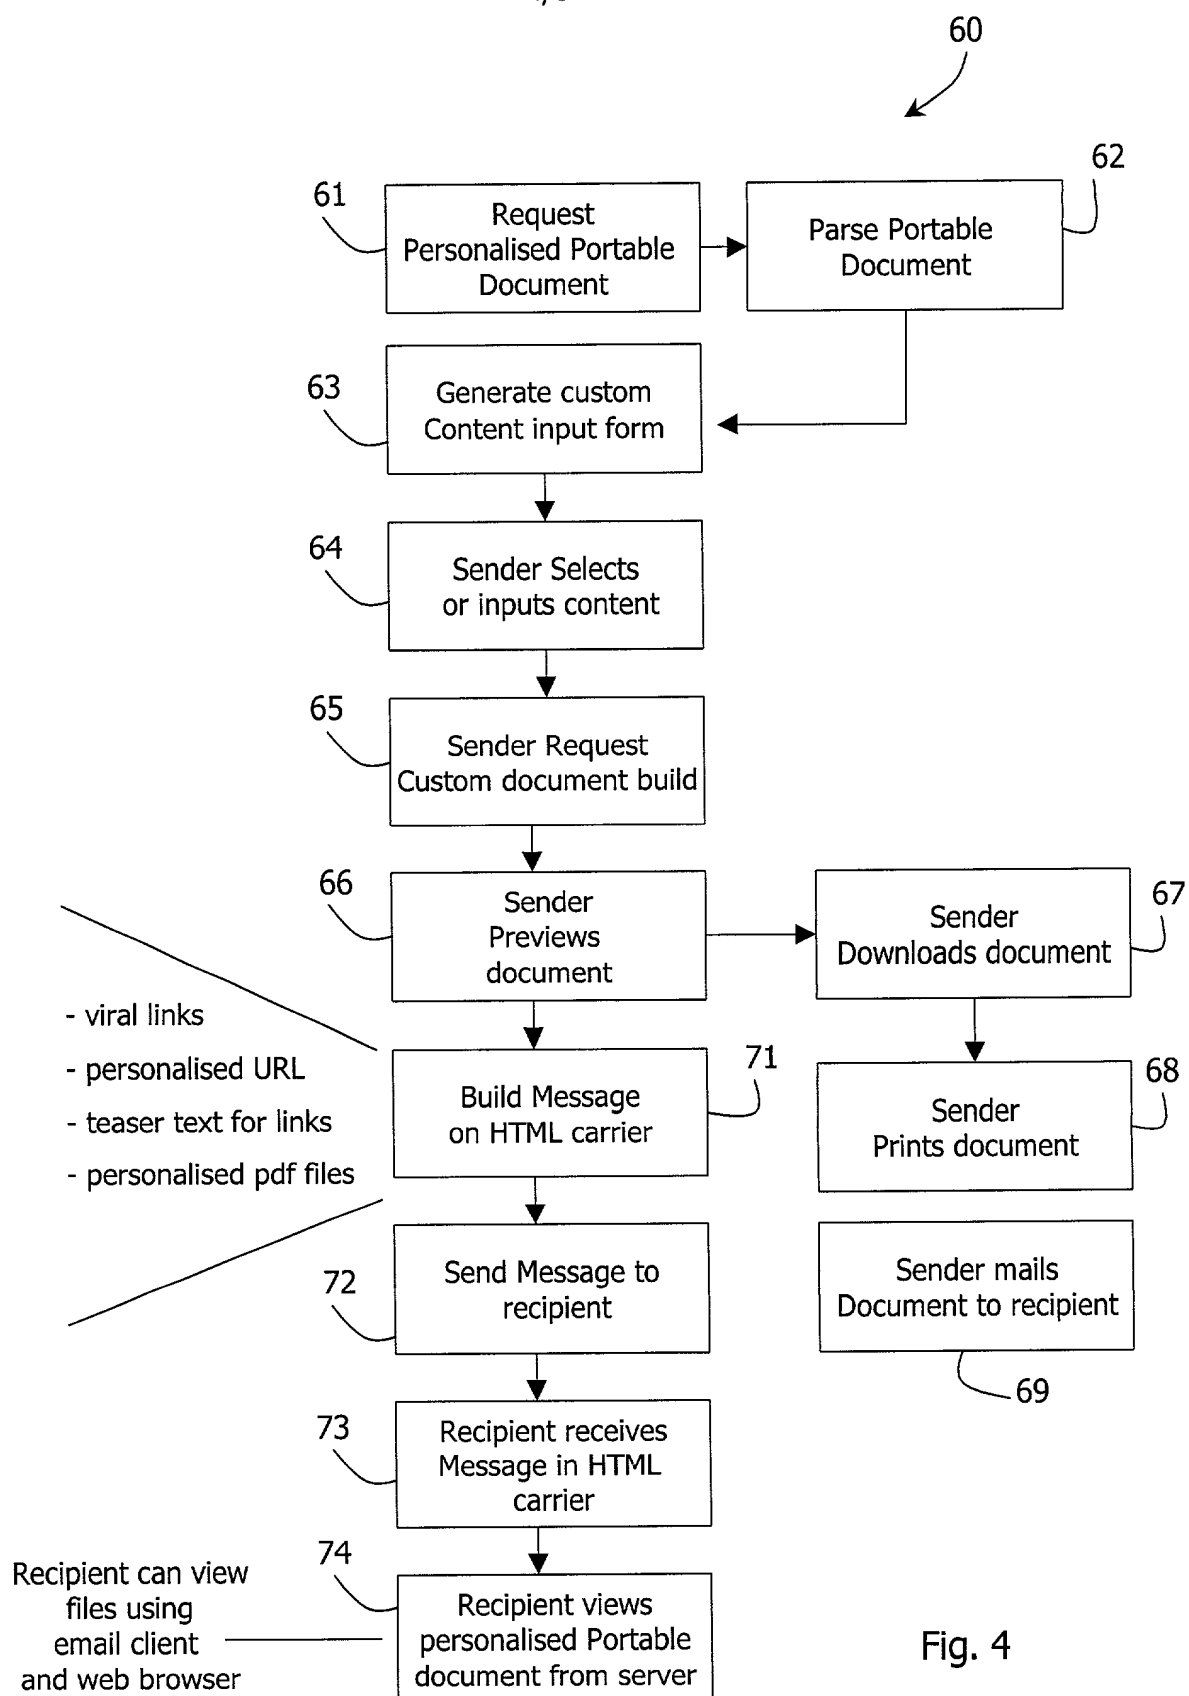 60
61
Request
Personalised Portable
Document
62
Parse Portable
Document
63
Generate custom
Content input form
64
Sender Selects
or inputs content
65
Sender Request
Custom document build
66
Sender
Previews
document
67
Sender
Downloads document
- viral links
- personalised URL
- teaser text for links
- personalised pdf files
71
Build Message
on HTML carrier
68
Sender
Prints document
72
Send Message to
recipient
Sender mails
Document to recipient
69
73
Recipient receives
Message in HTML
carrier
74
Recipient views
personalised Portable
document from server
Recipient can view
files using
email client
and web browser
Fig. 4